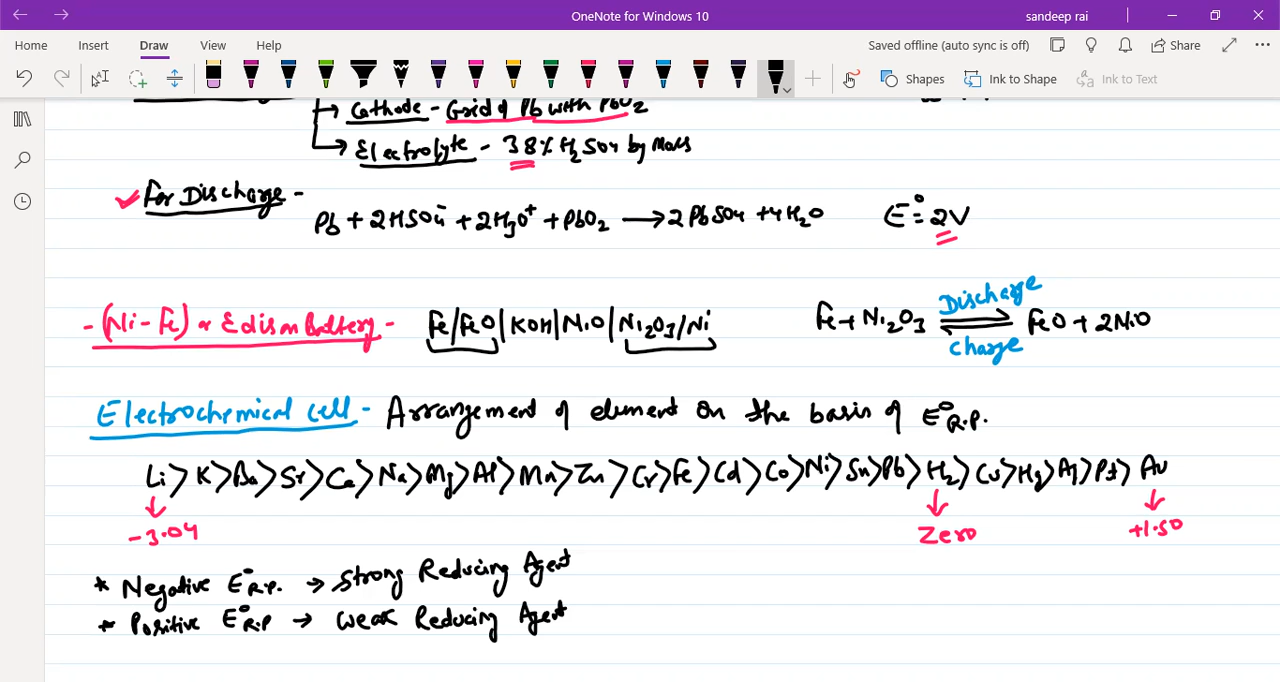 OneNote for Windows 10
sandeep rai
Home Insert Draw View Help
Saved offline (auto sync is off) Share
Shapes Ink to Shape Ink to Text
→ Cathode - Grid of Pb with PbO2
→ Electrolyte - 38% H2SO4 by Mass
For Discharge -
Pb + 2HSO4⁻ + 2H3O⁺ + PbO2 → 2PbSO4 + 4H2O E° = 2V
- (Ni-Fe) or Edison Battery - Fe/FeO | KOH | NiO | Ni2O3/Ni Fe + Ni2O3 ⇌ FeO + 2NiO
Discharge
Charge
Electrochemical cell - Arrangement of element on the basis of E°R.P.
Li > K > Ba > Sr > Ca > Na > Mg > Al > Mn > Zn > Cr > Fe > Cd > Co > Ni > Sn > Pb > H2 > Cu > Hg > Ag > Pt > Au
-3.04 Zero +1.50
* Negative E°R.P. → Strong Reducing Agent
* Positive E°R.P → Weak Reducing Agent